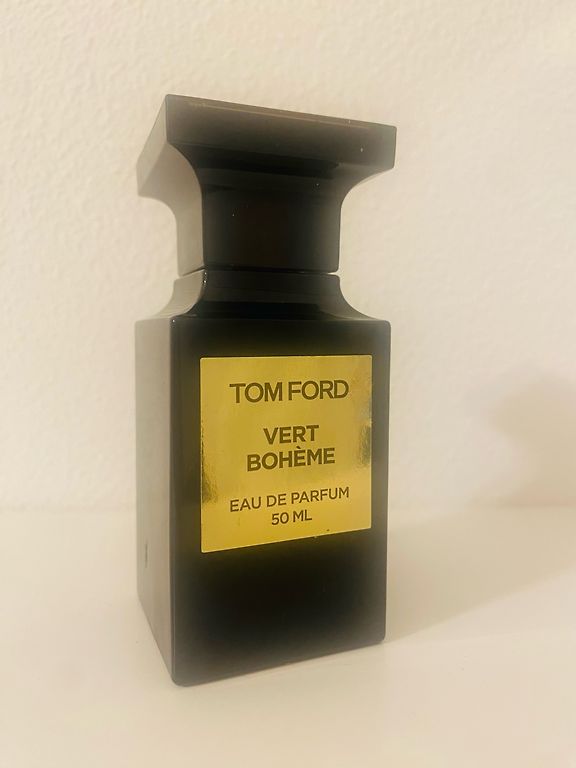 TOM FORD
VERT
BOHÈME
EAU DE PARFUM
50 ML